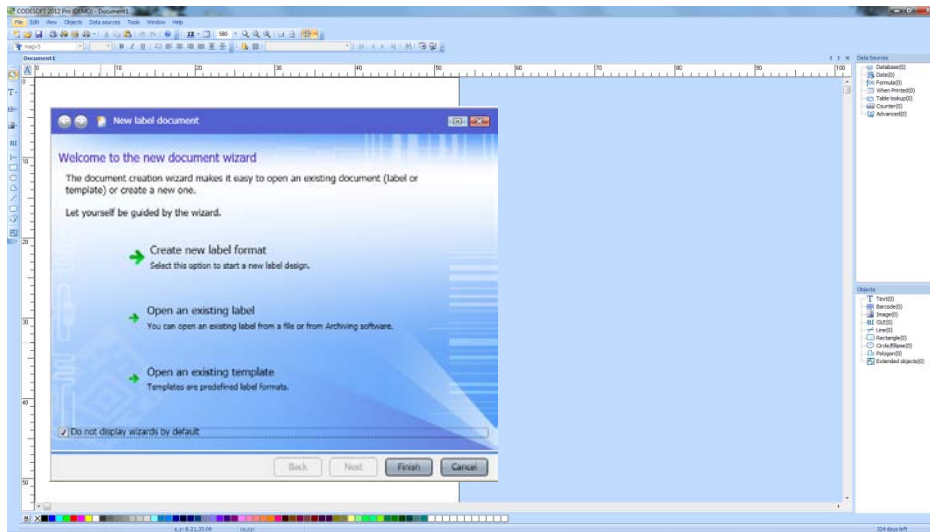 CODESOFT 2012 Pro (DEMO) - Document1
File Edit View Objects Data sources Tools Window Help
Document1
New label document
Welcome to the new document wizard
The document creation wizard makes it easy to open an existing document (label or
template) or create a new one.
Let yourself be guided by the wizard.
Create new label format
Select this option to start a new label design.
Open an existing label
You can open an existing label from a file or from Archiving software.
Open an existing template
Templates are predefined label formats.
Do not display wizards by default
Back Next Finish Cancel
Data Sources
Database(0)
Date(0)
Formula(0)
When Printed(0)
Table lookup(0)
Counter(0)
Advanced(0)
Objects
Text(0)
Barcode(0)
Image(0)
OLE(0)
Line(0)
Rectangle(0)
Circle/Ellipse(0)
Polygon(0)
Extended objects(0)
324 days left